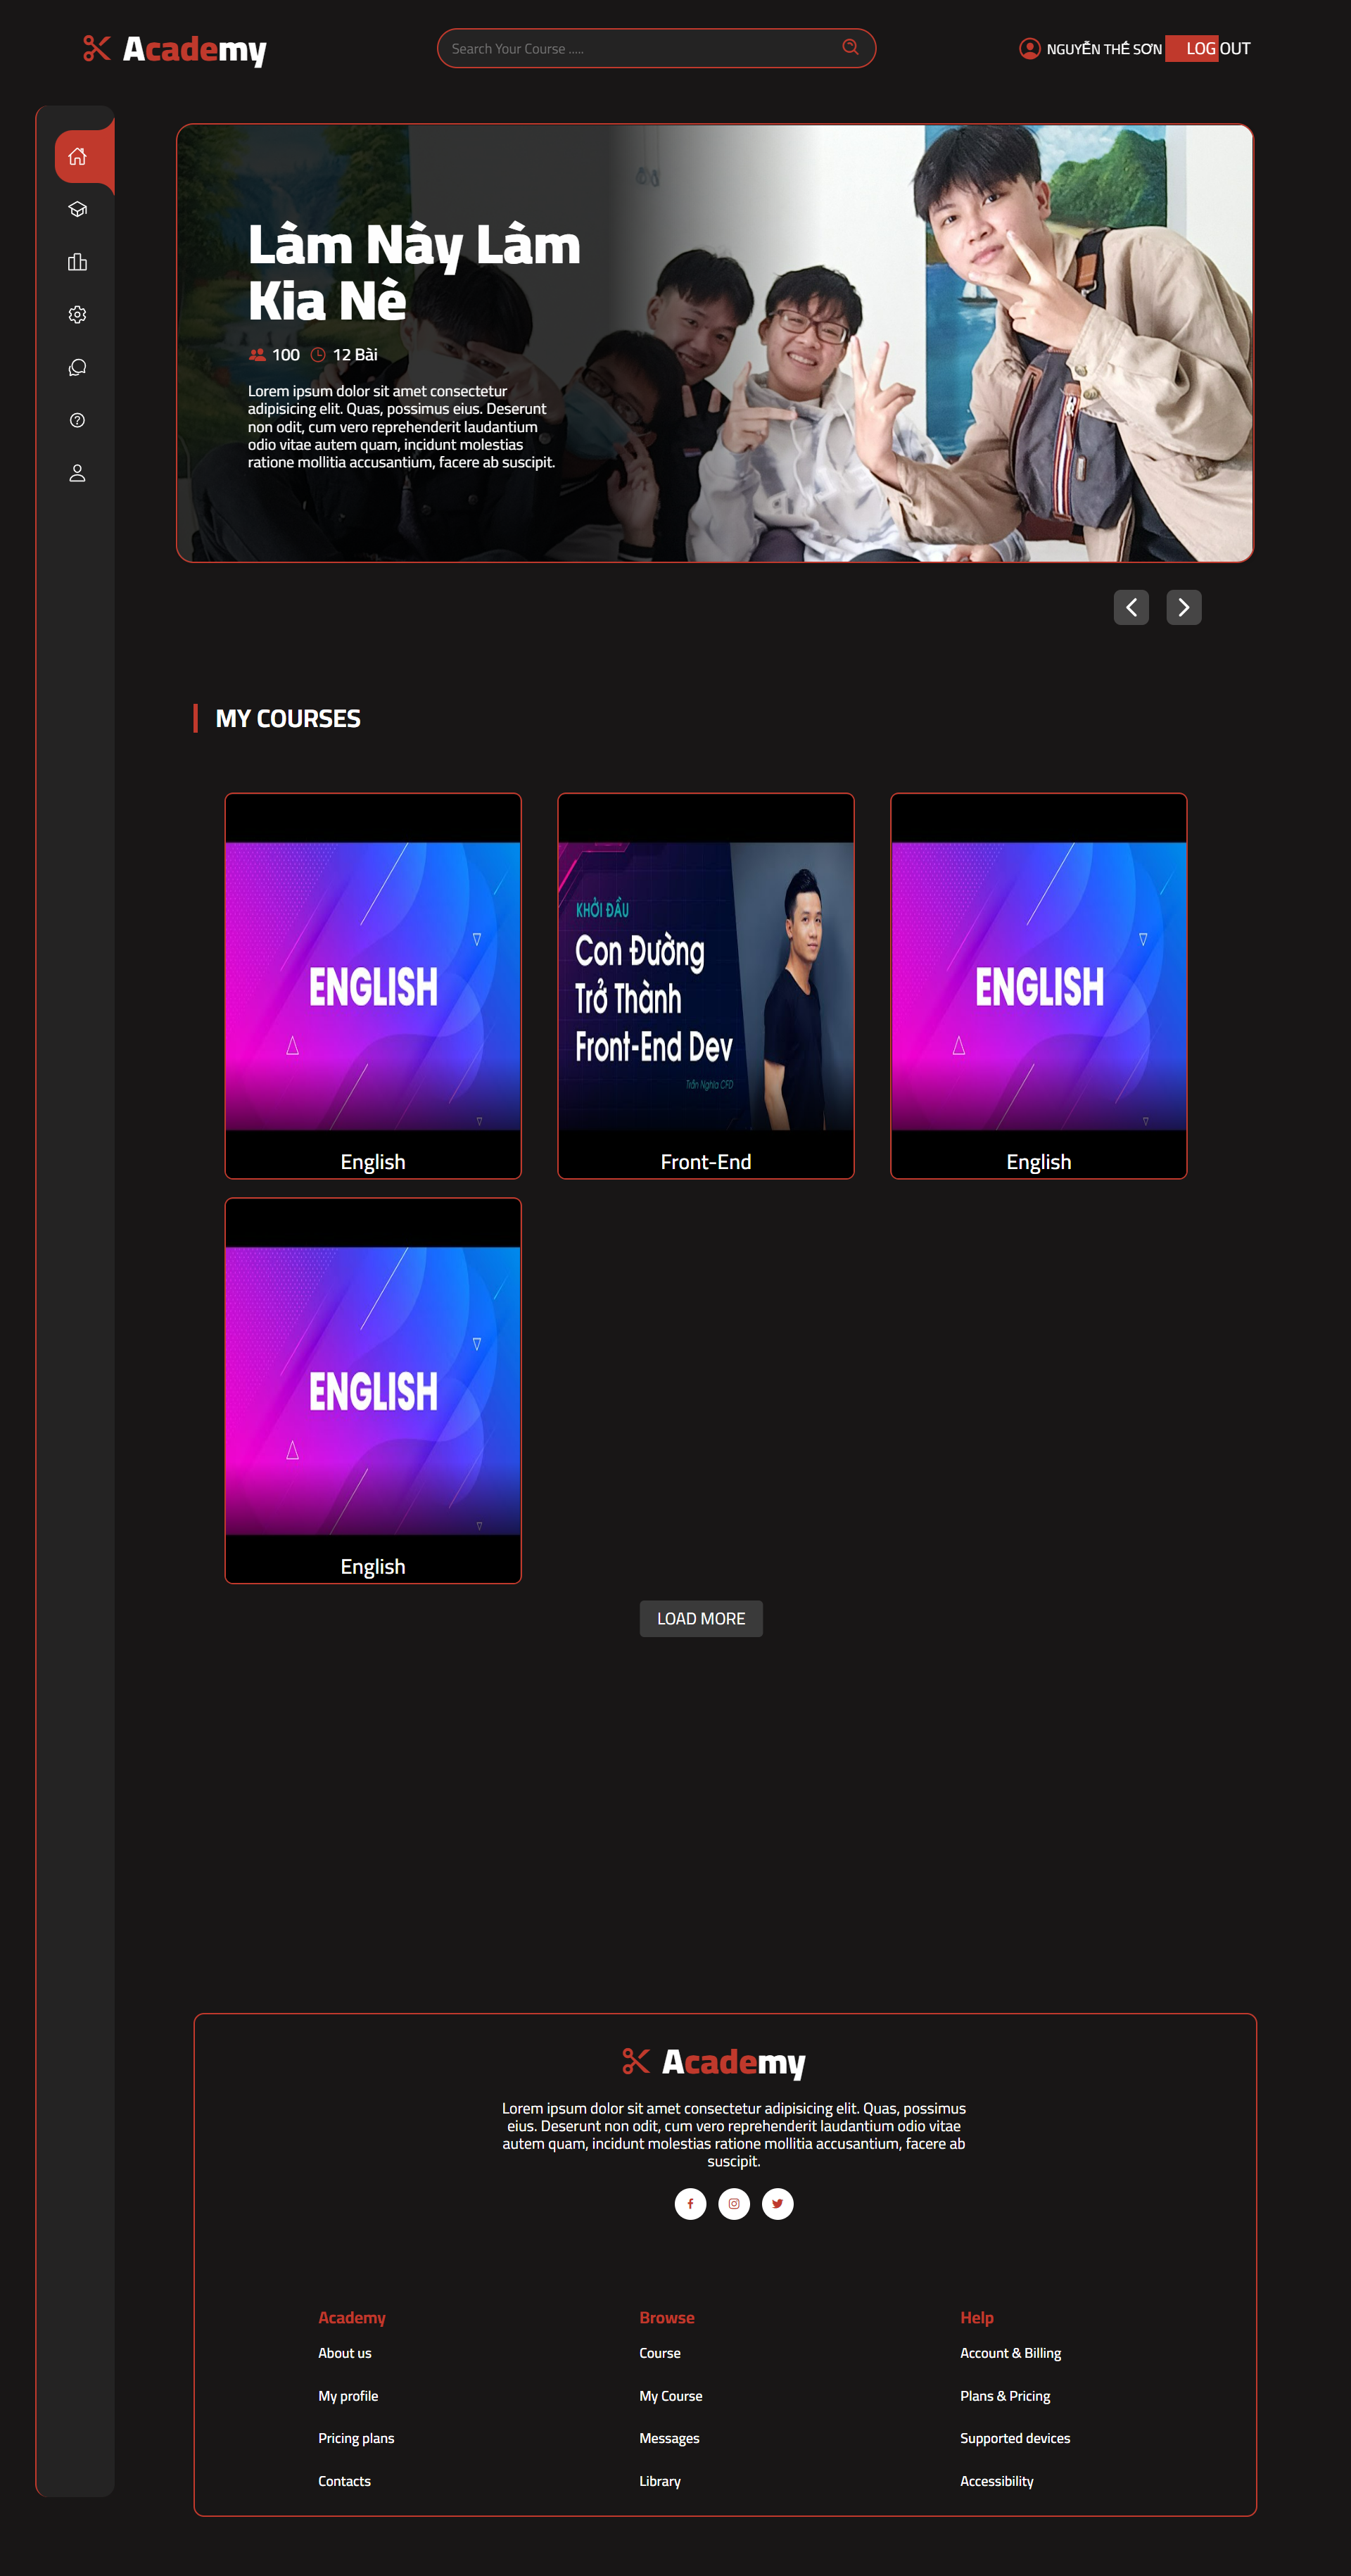 Academy
Search Your Course .....
NGUYỄN THẾ SƠN
LOG OUT
Làm Này Làm
Kia Nè
100 12 Bài
Lorem ipsum dolor sit amet consectetur
adipisicing elit. Quas, possimus eius. Deserunt
non odit, cum vero reprehenderit laudantium
odio vitae autem quam, incidunt molestias
ratione mollitia accusantium, facere ab suscipit.
MY COURSES
ENGLISH
English
KHỞI ĐẦU
Con Đường
Trở Thành
Front-End Dev
Trần Nghĩa CFD
Front-End
ENGLISH
English
ENGLISH
English
LOAD MORE
Academy
Lorem ipsum dolor sit amet consectetur adipisicing elit. Quas, possimus
eius. Deserunt non odit, cum vero reprehenderit laudantium odio vitae
autem quam, incidunt molestias ratione mollitia accusantium, facere ab
suscipit.
Academy
About us
My profile
Pricing plans
Contacts
Browse
Course
My Course
Messages
Library
Help
Account & Billing
Plans & Pricing
Supported devices
Accessibility